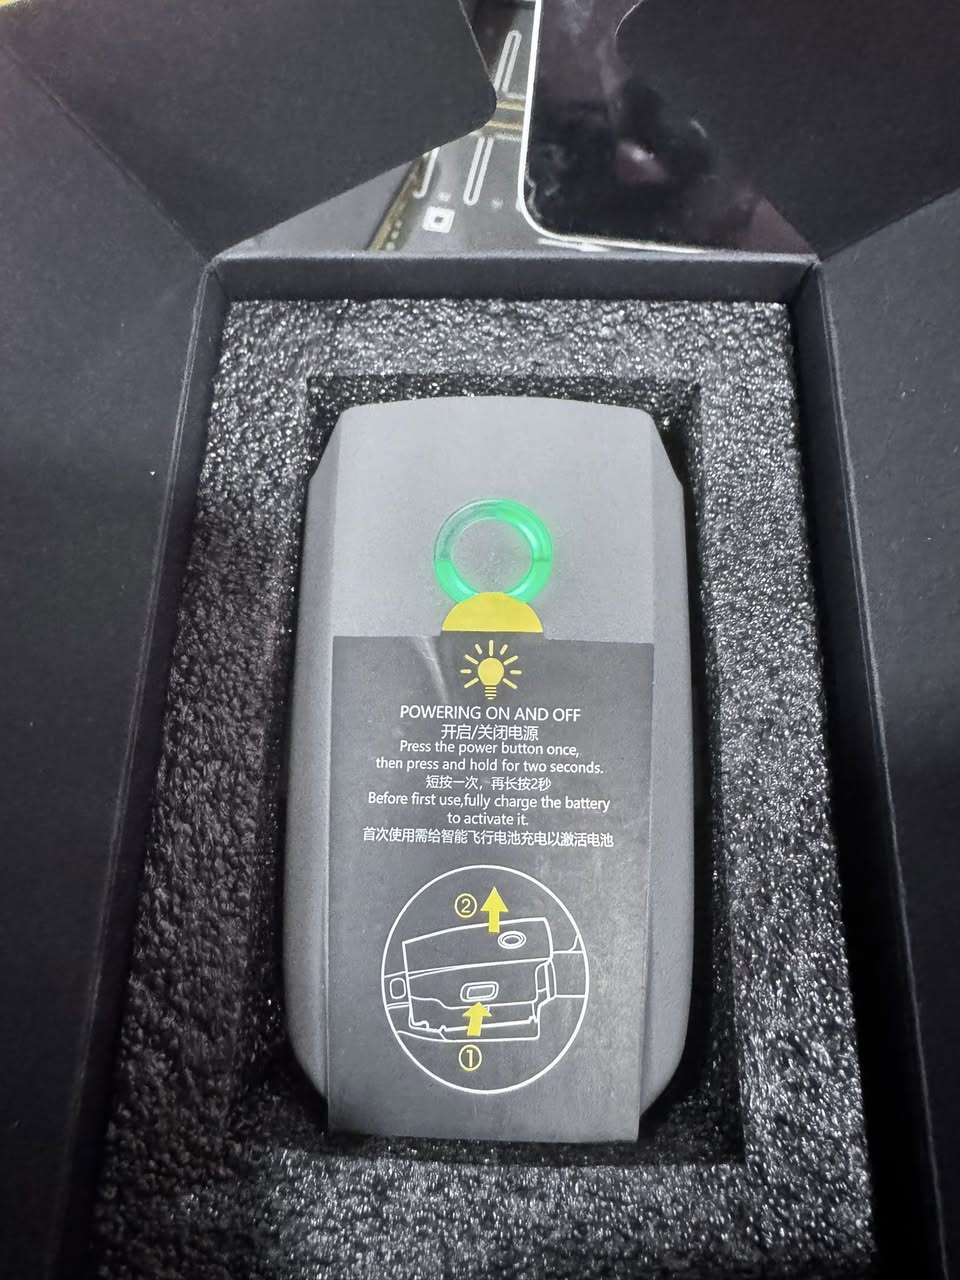 POWERING ON AND OFF
开启/关闭电源
Press the power button once,
then press and hold for two seconds.
短按一次，再长按2秒
Before first use,fully charge the battery
to activate it.
首次使用需给智能飞行电池充电以激活电池
②
①